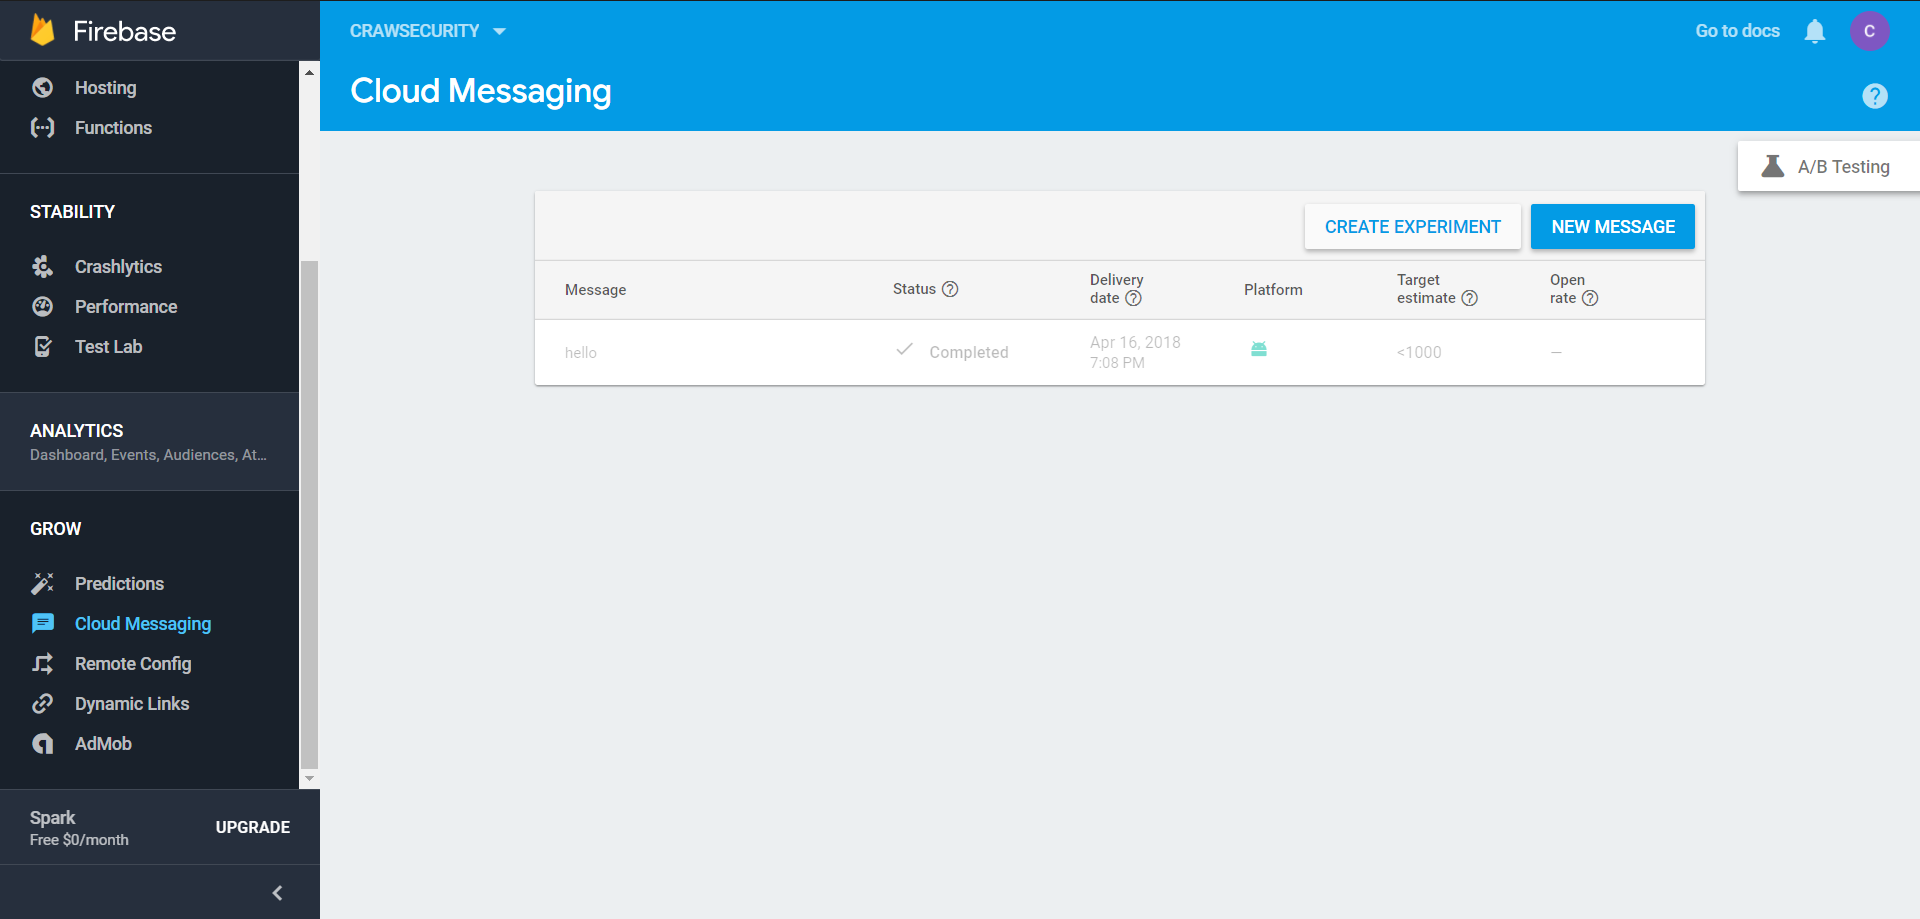 Firebase
Hosting
Functions
STABILITY
Crashlytics
Performance
Test Lab
ANALYTICS
Dashboard, Events, Audiences, At...
GROW
Predictions
Cloud Messaging
Remote Config
Dynamic Links
AdMob
Spark
Free $0/month
UPGRADE
CRAWSECURITY
Go to docs
C
Cloud Messaging
?
A/B Testing
CREATE EXPERIMENT
NEW MESSAGE
Message
Status ?
Delivery
date ?
Platform
Target
estimate ?
Open
rate ?
hello
Completed
Apr 16, 2018
7:08 PM
<1000
—